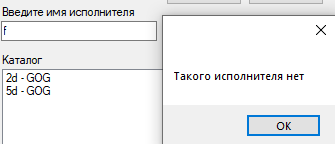 Введите имя исполнителя
f
Каталог
2d - GOG
5d - GOG
Такого исполнителя нет
OK